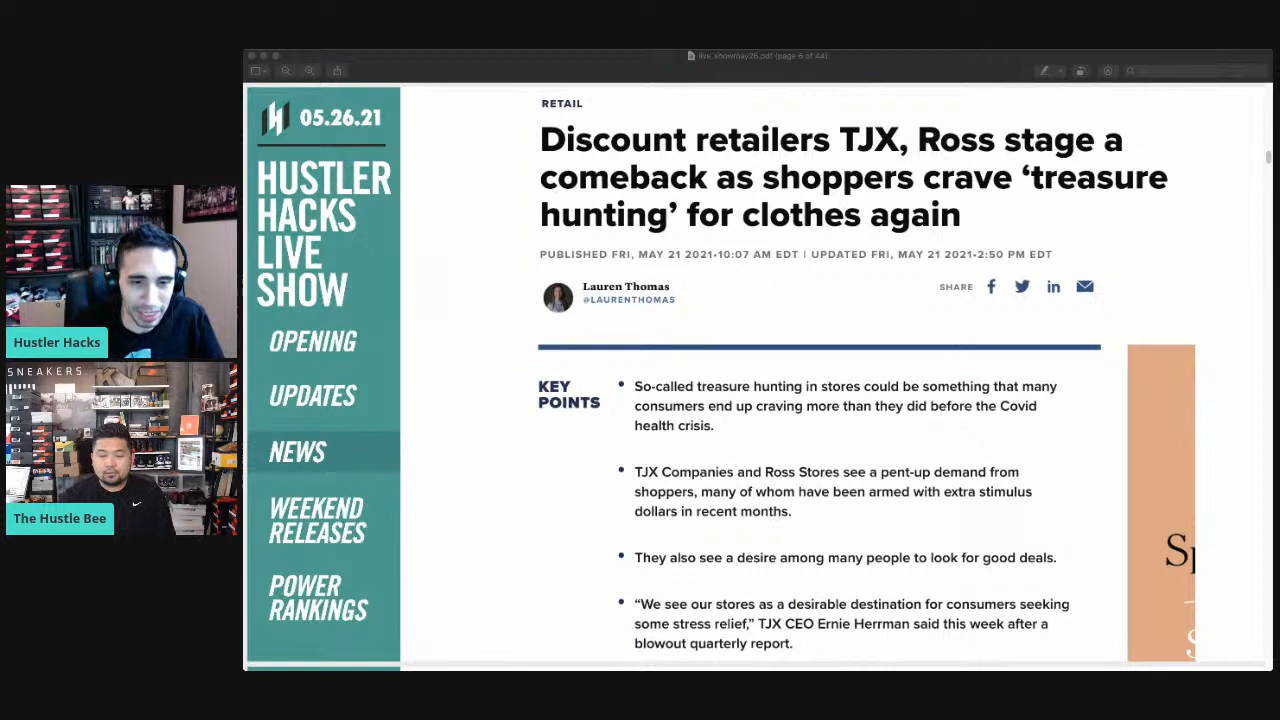 live_showmay26.pdf (page 6 of 44)
05.26.21
HUSTLER
HACKS
LIVE
SHOW
OPENING
UPDATES
NEWS
WEEKEND
RELEASES
POWER
RANKINGS
Hustler Hacks
SNEAKERS
The Hustle Bee
RETAIL
Discount retailers TJX, Ross stage a
comeback as shoppers crave ‘treasure
hunting’ for clothes again
PUBLISHED FRI, MAY 21 2021•10:07 AM EDT | UPDATED FRI, MAY 21 2021•2:50 PM EDT
Lauren Thomas
@LAURENTHOMAS
SHARE
KEY
POINTS
• So-called treasure hunting in stores could be something that many
consumers end up craving more than they did before the Covid
health crisis.
• TJX Companies and Ross Stores see a pent-up demand from
shoppers, many of whom have been armed with extra stimulus
dollars in recent months.
• They also see a desire among many people to look for good deals.
• “We see our stores as a desirable destination for consumers seeking
some stress relief,” TJX CEO Ernie Herrman said this week after a
blowout quarterly report.